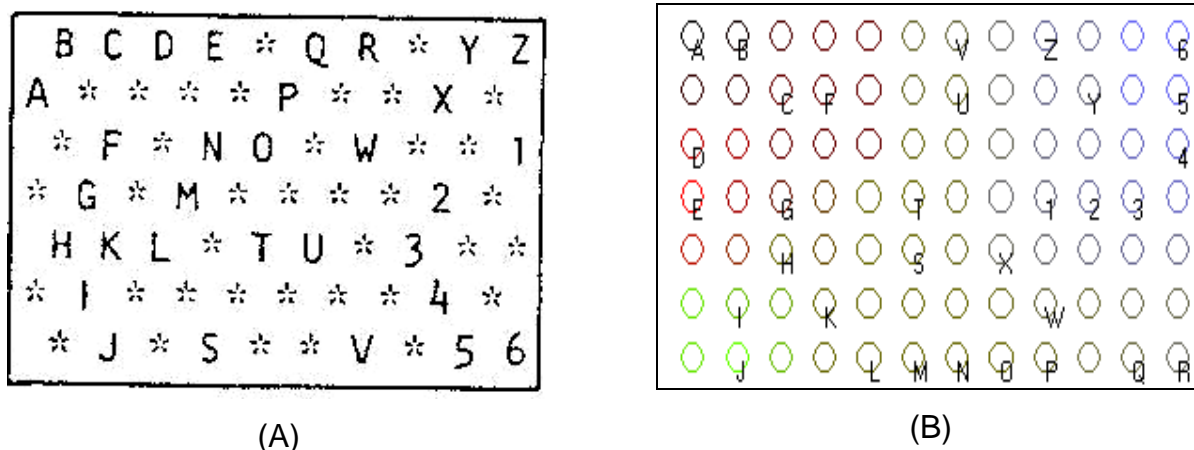 B C D E * Q R * Y Z
A * * * * P * * X *
* F * N O * W * * 1
* G * M * * * * 2 *
H K L * T U * 3 * *
* I * * * * * * 4 *
* J * S * * V * 5 6
(A)
A B V Z 6
C F U Y 5
D 4
E G T 1 2 3
H S X
I K W
J L M N O P Q R
(B)